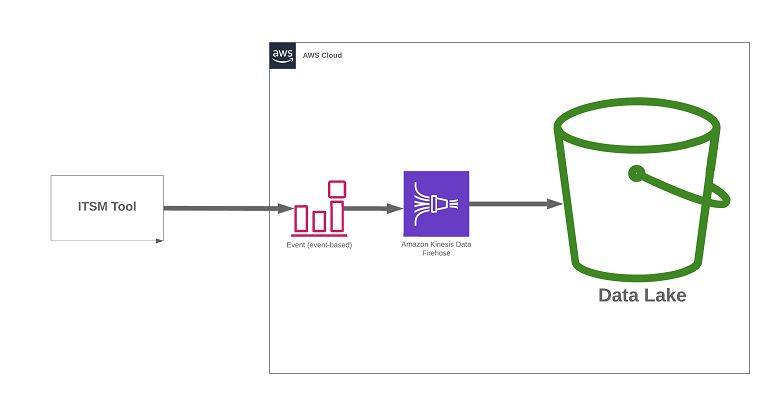 aws
AWS Cloud
ITSM Tool
Event (event-based)
Amazon Kinesis Data
Firehose
Data Lake